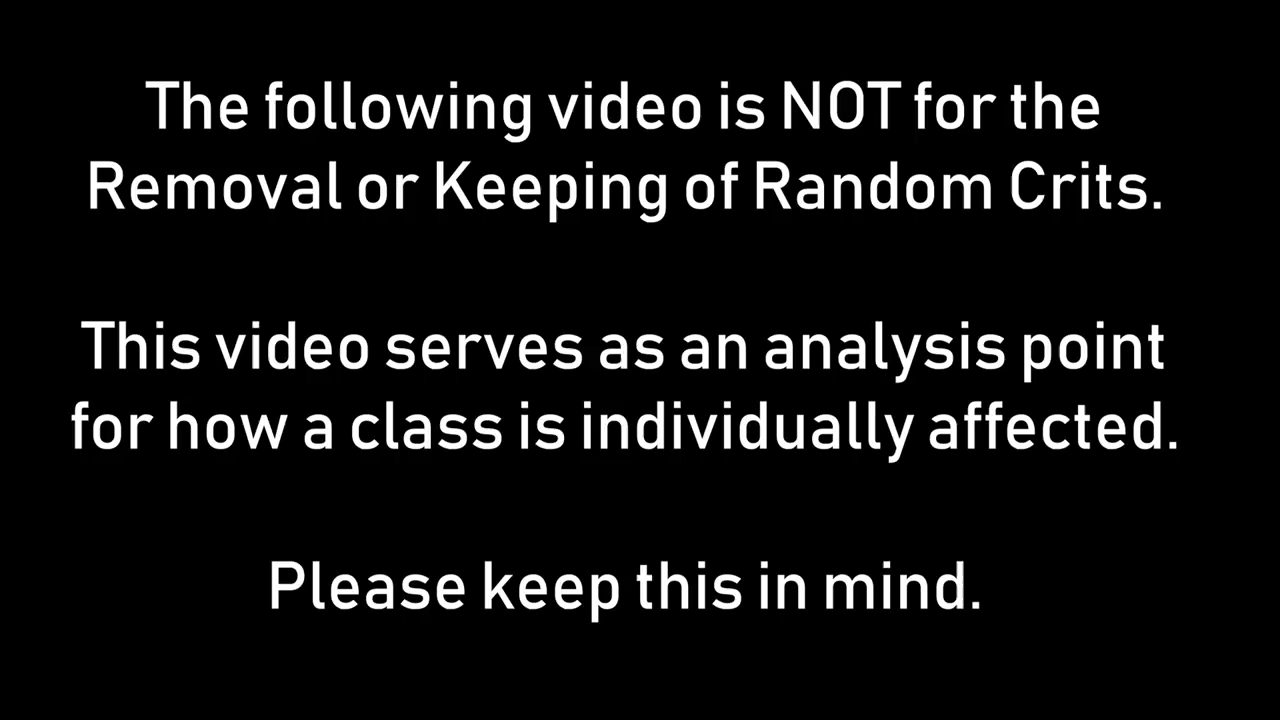 The following video is NOT for the
Removal or Keeping of Random Crits.
This video serves as an analysis point
for how a class is individually affected.
Please keep this in mind.